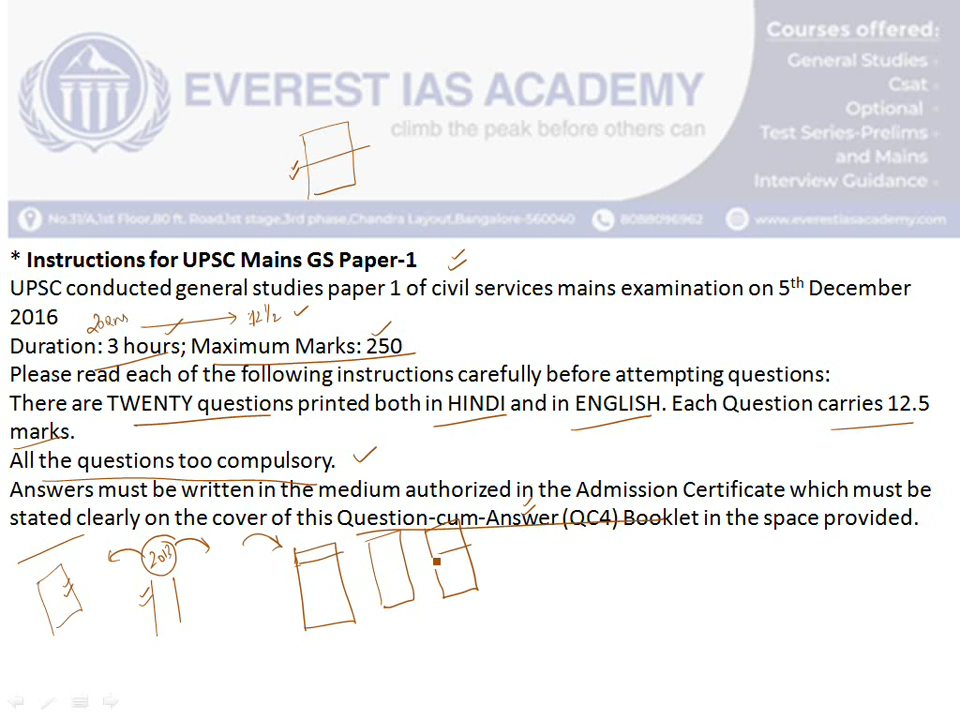 Courses offered:
General Studies -
Csat -
EVEREST IAS ACADEMY
Optional -
climb the peak before others can
Test Series-Prelims -
and Mains
Interview Guidance -
No.31/A,1st Floor,80 ft. Road,1st stage,3rd phase,Chandra Layout,Bangalore-560040 8088096962 www.everestiasacademy.com
* Instructions for UPSC Mains GS Paper-1
UPSC conducted general studies paper 1 of civil services mains examination on 5th December
2016
12½
Duration: 3 hours; Maximum Marks: 250
Please read each of the following instructions carefully before attempting questions:
There are TWENTY questions printed both in HINDI and in ENGLISH. Each Question carries 12.5
marks.
All the questions too compulsory.
Answers must be written in the medium authorized in the Admission Certificate which must be
stated clearly on the cover of this Question-cum-Answer (QC4) Booklet in the space provided.
2013